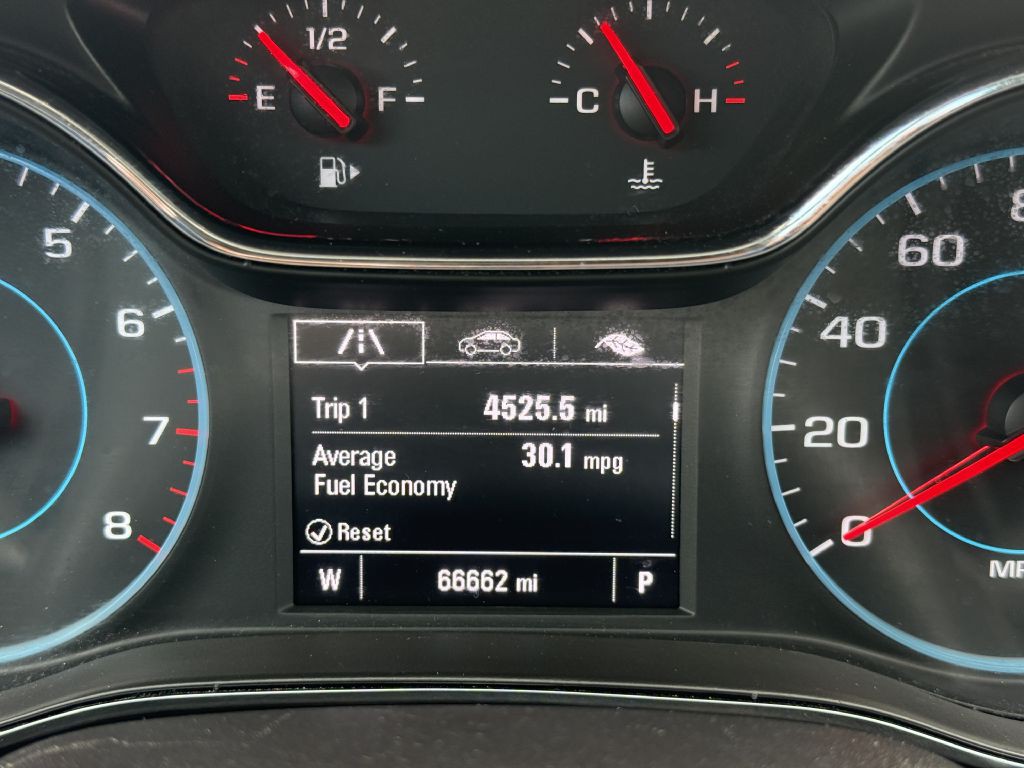 1/2
E F
C H
5
6
7
8
60
40
20
0
Trip 1 4525.5 mi
Average 30.1 mpg
Fuel Economy
Reset
W 66662 mi P